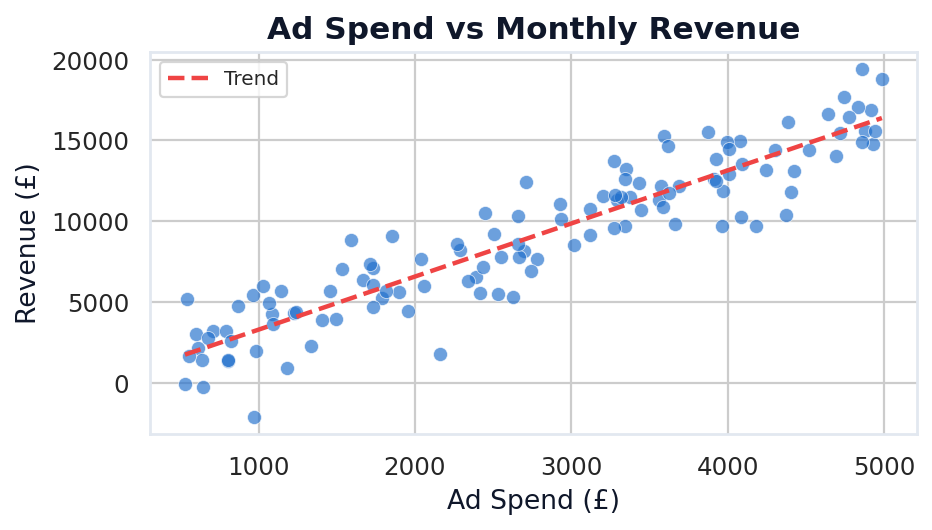 Ad Spend vs Monthly Revenue
Revenue (£)
20000
15000
10000
5000
0
Trend
1000 2000 3000 4000 5000
Ad Spend (£)